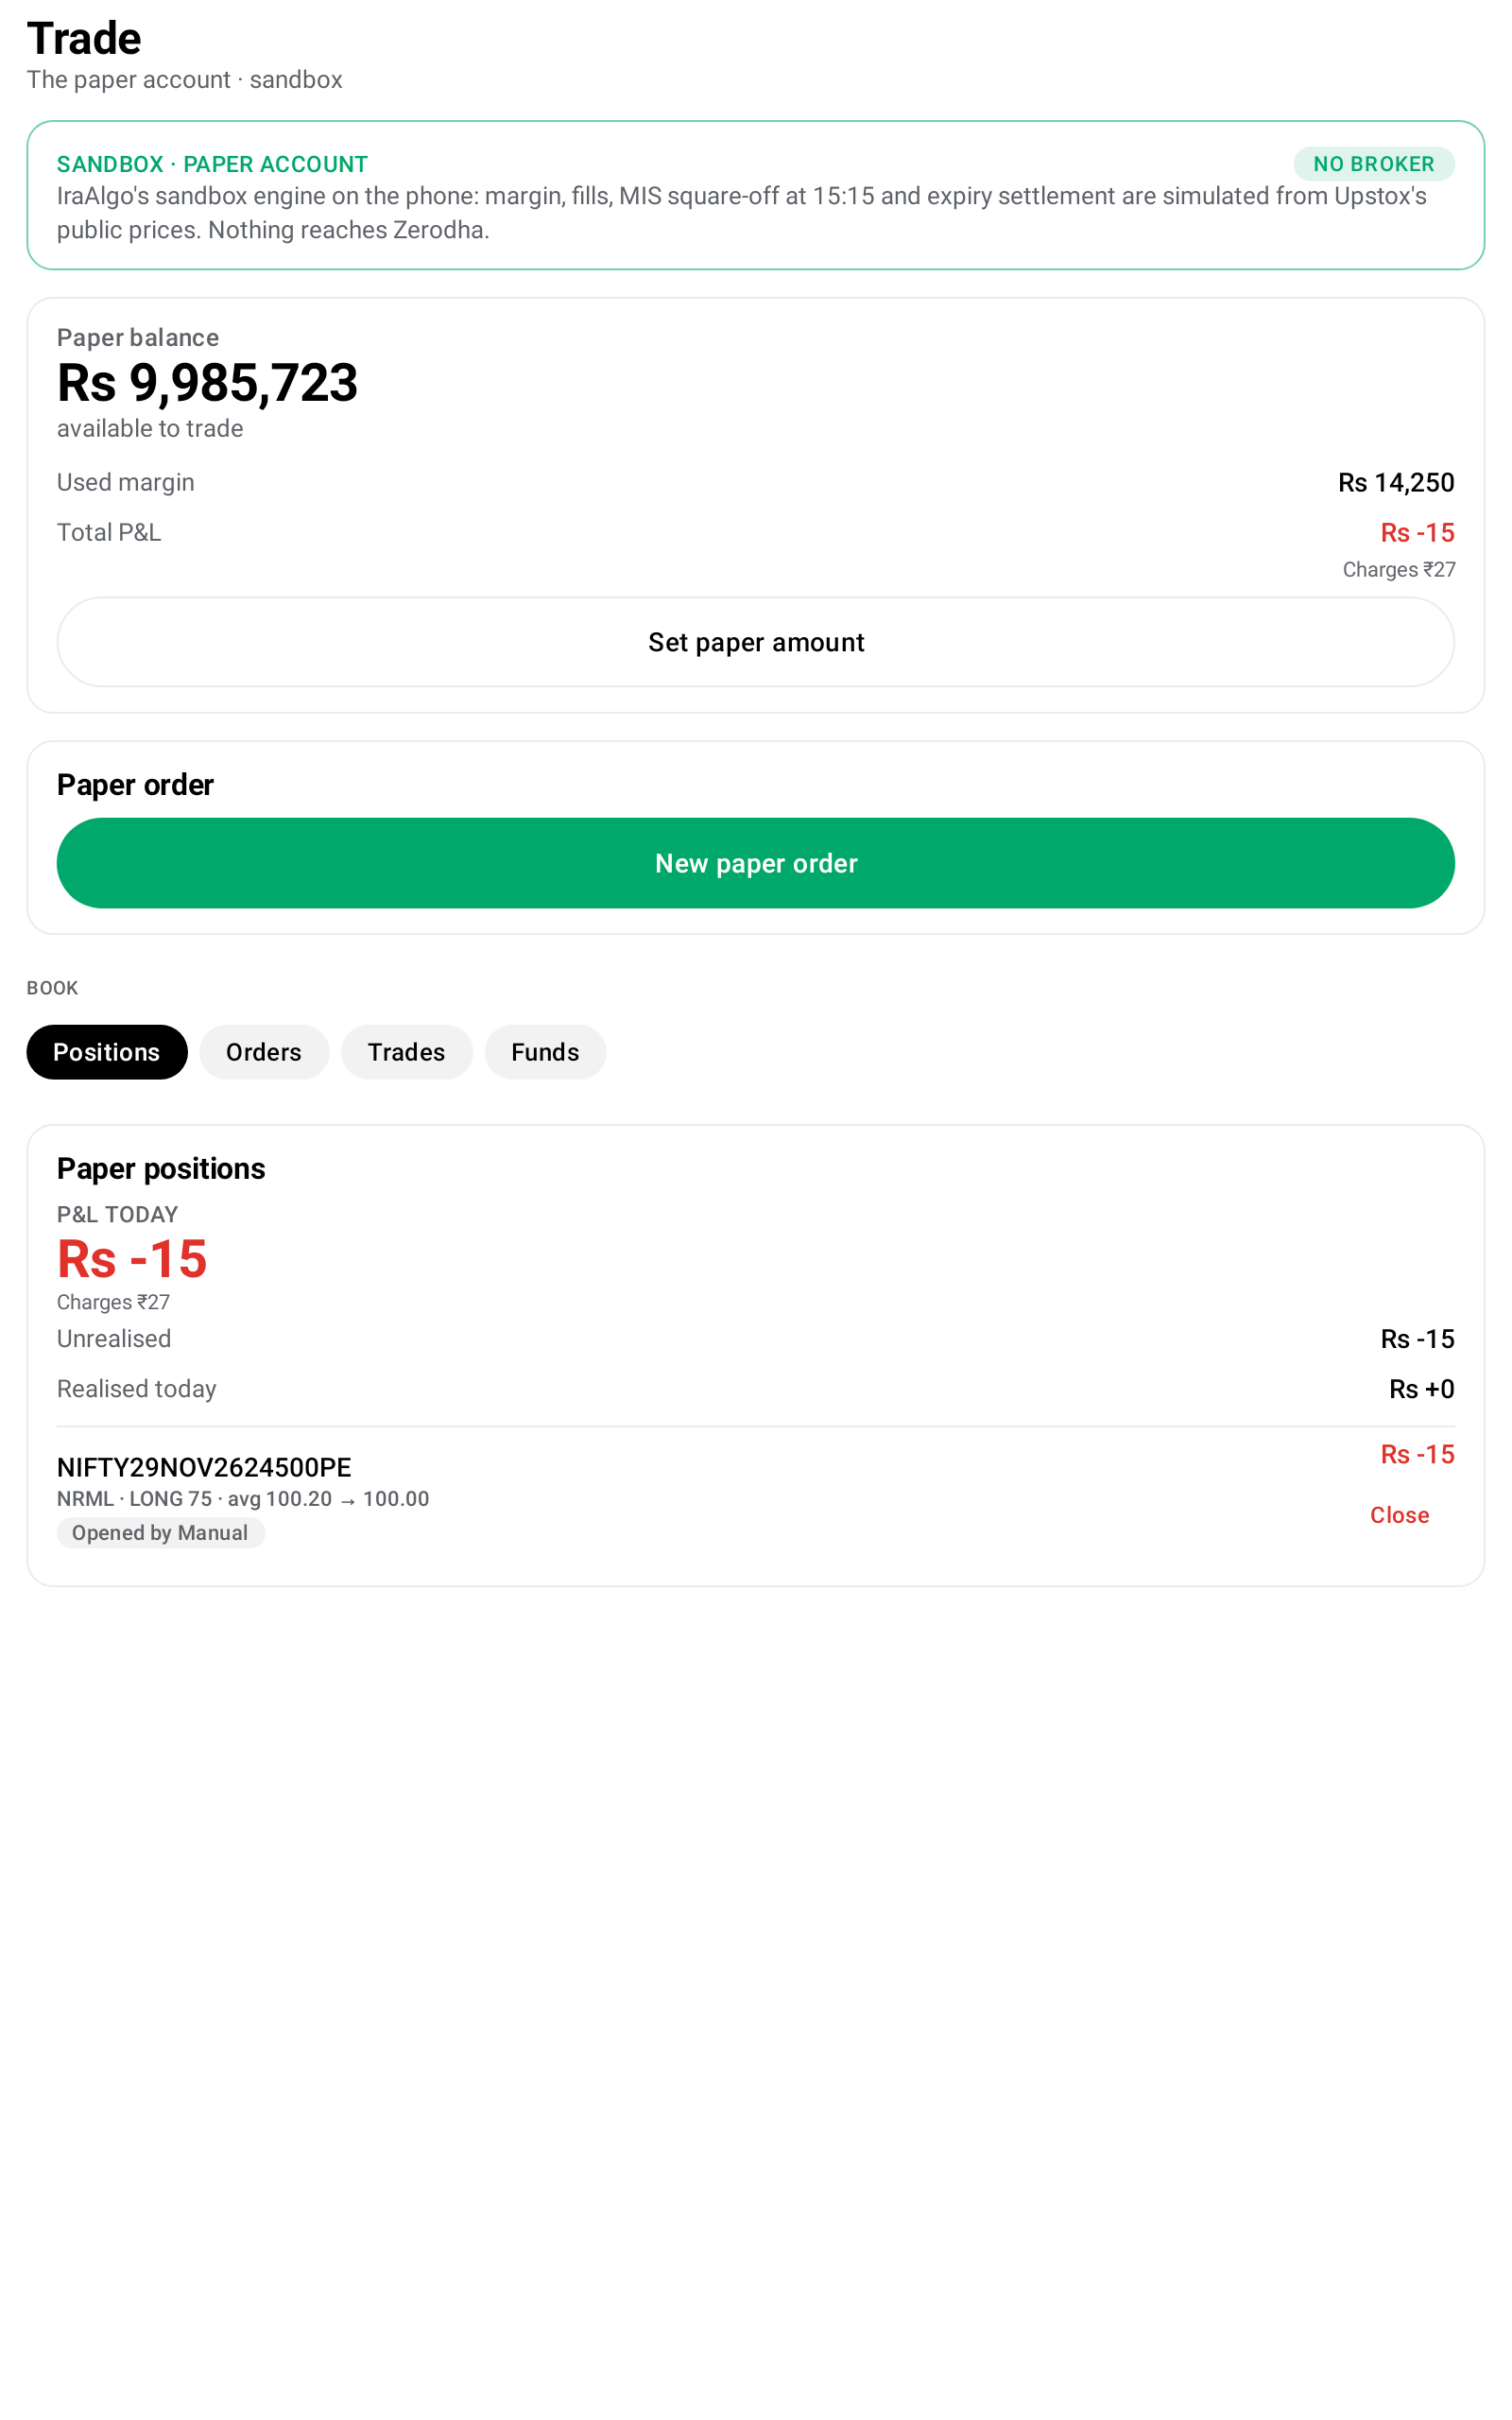 Trade
The paper account · sandbox
SANDBOX · PAPER ACCOUNT
NO BROKER
IraAlgo's sandbox engine on the phone: margin, fills, MIS square-off at 15:15 and expiry settlement are simulated from Upstox's
public prices. Nothing reaches Zerodha.
Paper balance
Rs 9,985,723
available to trade
Used margin
Rs 14,250
Total P&L
Rs -15
Charges ₹27
Set paper amount
Paper order
New paper order
BOOK
Positions
Orders
Trades
Funds
Paper positions
P&L TODAY
Rs -15
Charges ₹27
Unrealised
Rs -15
Realised today
Rs +0
NIFTY29NOV2624500PE
Rs -15
NRML · LONG 75 · avg 100.20 → 100.00
Close
Opened by Manual